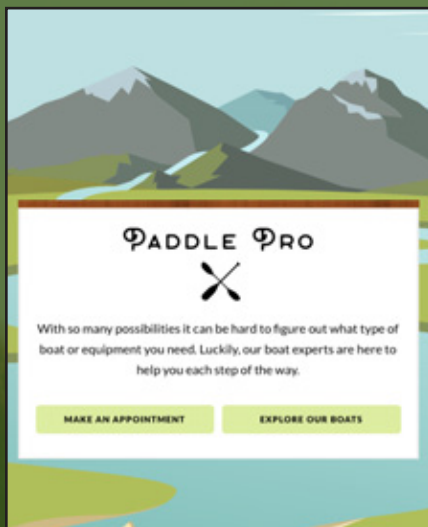 Paddle Pro
With so many possibilities it can be hard to figure out what type of
boat or equipment you need. Luckily, our boat experts are here to
help you each step of the way.
MAKE AN APPOINTMENT
EXPLORE OUR BOATS